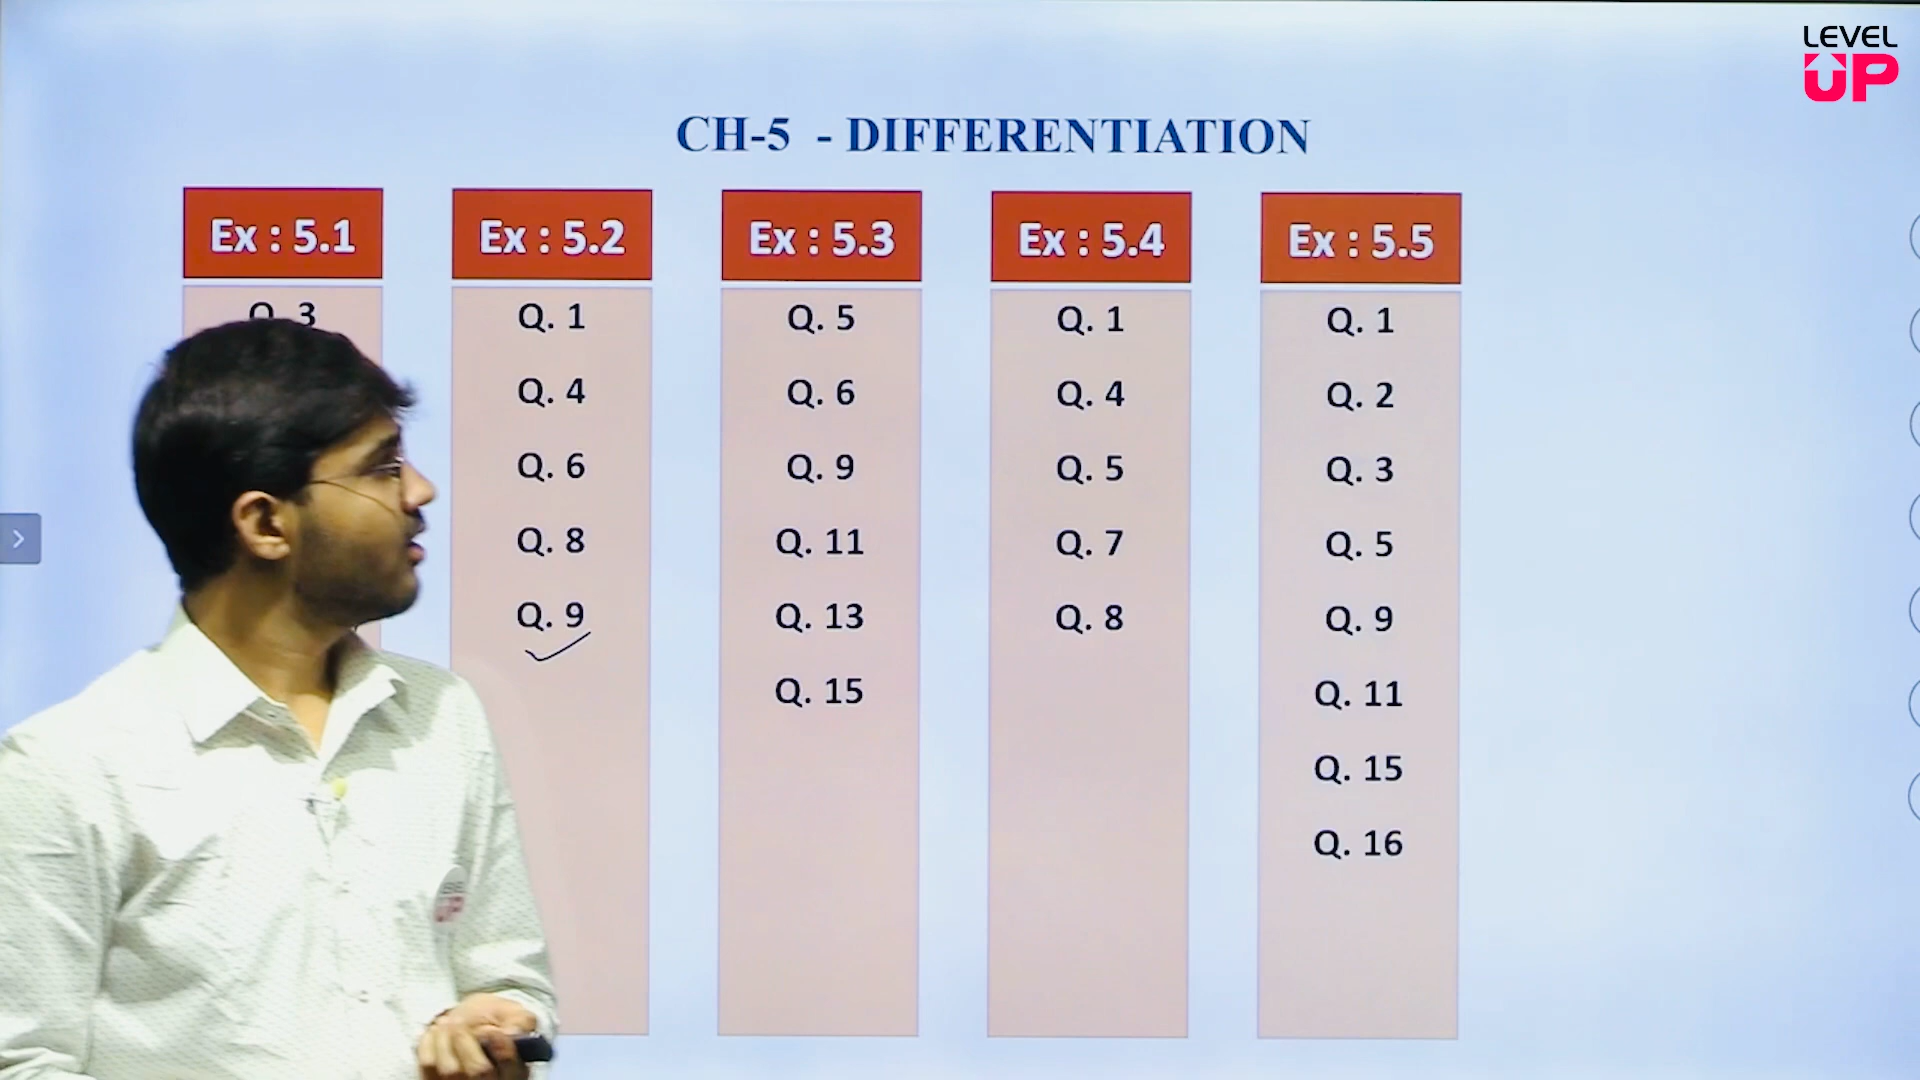 LEVEL
UP
CH-5 - DIFFERENTIATION
Ex : 5.1
Q. 3
Ex : 5.2
Q. 1
Q. 4
Q. 6
Q. 8
Q. 9
Ex : 5.3
Q. 5
Q. 6
Q. 9
Q. 11
Q. 13
Q. 15
Ex : 5.4
Q. 1
Q. 4
Q. 5
Q. 7
Q. 8
Ex : 5.5
Q. 1
Q. 2
Q. 3
Q. 5
Q. 9
Q. 11
Q. 15
Q. 16
UP